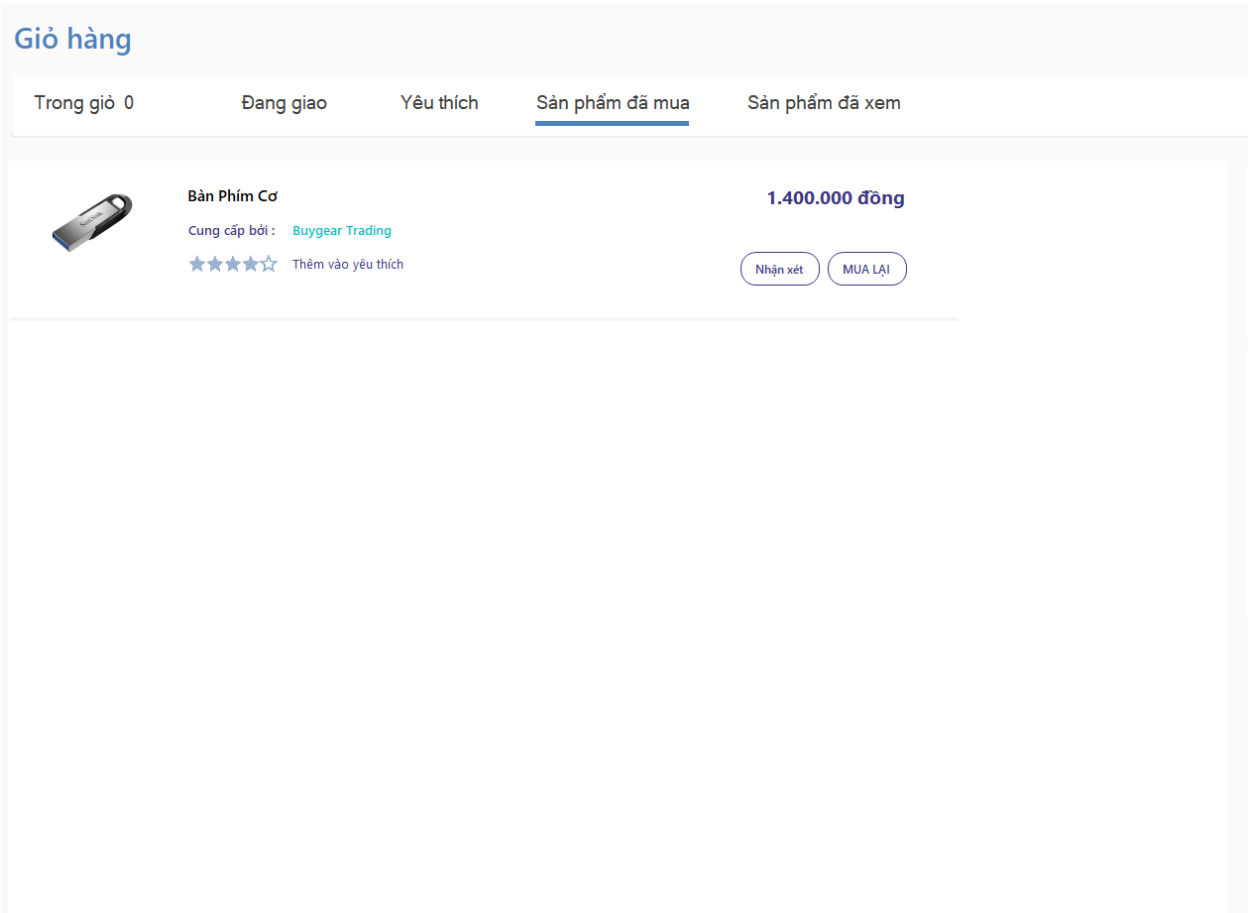 Giỏ hàng
Trong giỏ 0 Đang giao Yêu thích Sản phẩm đã mua Sản phẩm đã xem
SanDisk
Bàn Phím Cơ 1.400.000 đồng
Cung cấp bởi : Buygear Trading
Thêm vào yêu thích Nhận xét MUA LẠI